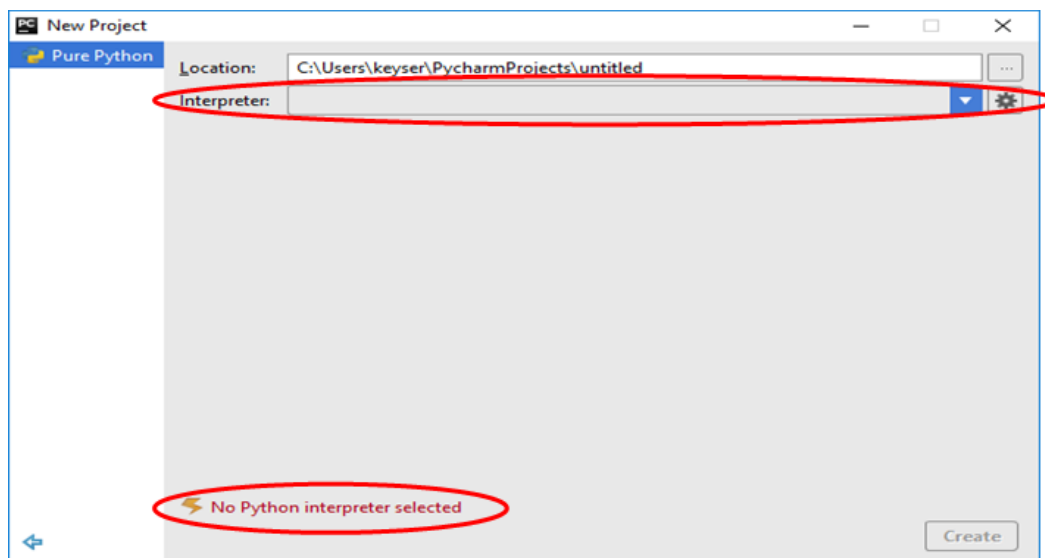 PC New Project
Pure Python
Location: C:\Users\keyser\PycharmProjects\untitled ...
Interpreter:
No Python interpreter selected
Create